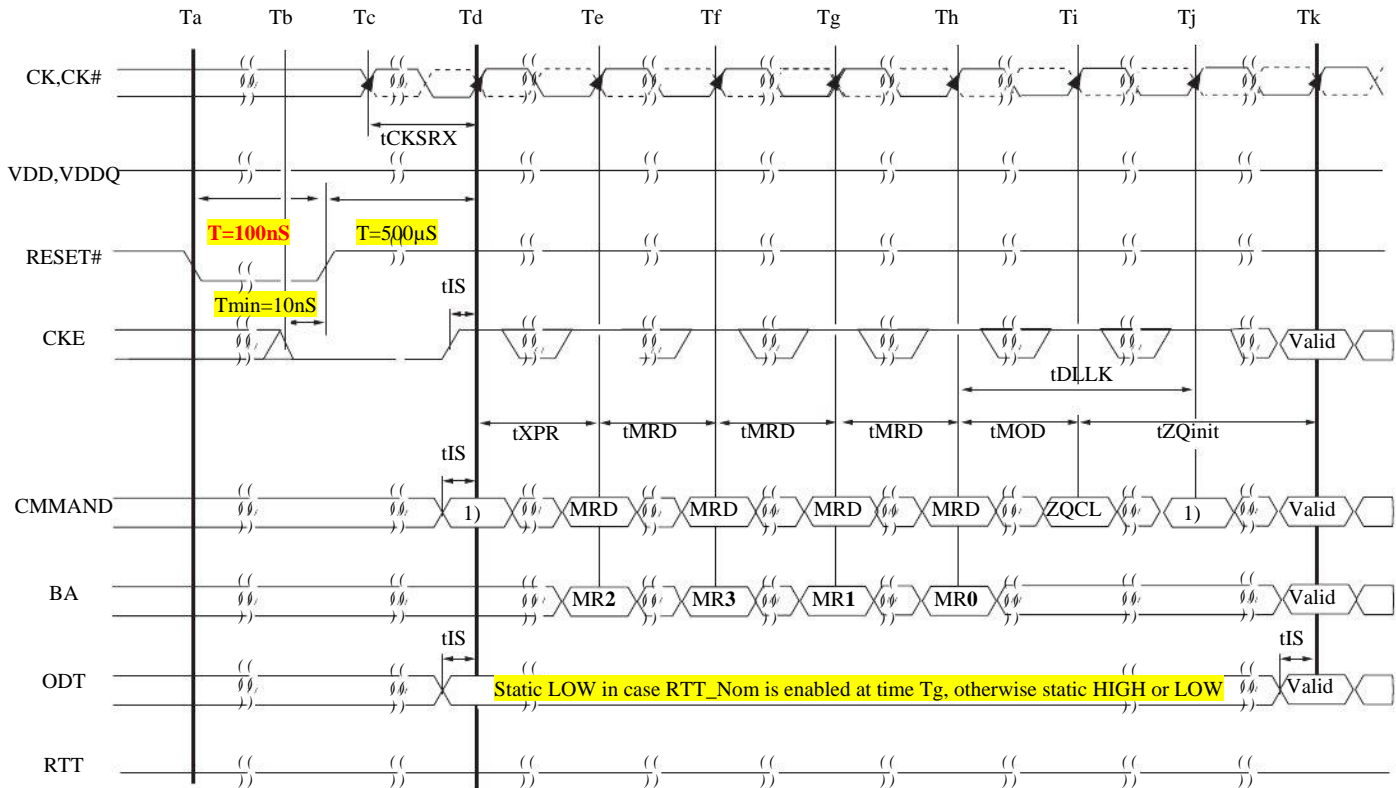 Ta Tb Tc Td Te Tf Tg Th Ti Tj Tk
CK,CK#
tCKSRX
VDD,VDDQ
T=100nS T=500µS
RESET#
Tmin=10nS tIS
CKE Valid
tDLLK
tXPR tMRD tMRD tMRD tMOD tZQinit
tIS
CMMAND 1) MRD MRD MRD MRD ZQCL 1) Valid
BA MR2 MR3 MR1 MR0 Valid
tIS tIS
ODT Static LOW in case RTT_Nom is enabled at time Tg, otherwise static HIGH or LOW Valid
RTT